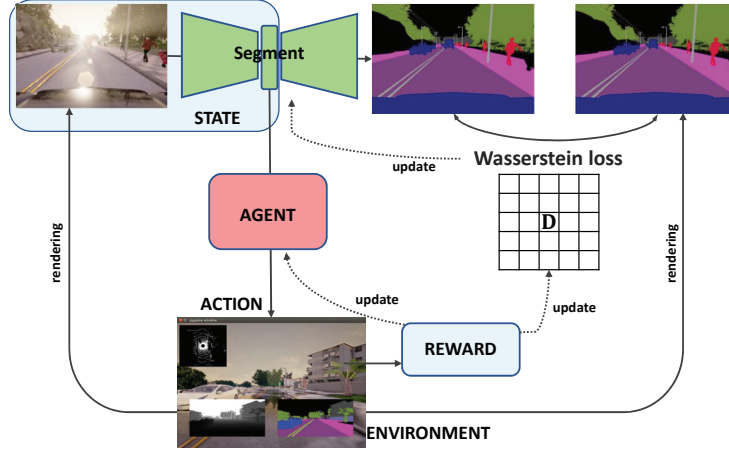 Segment
STATE
update
Wasserstein loss
AGENT
D
rendering
rendering
ACTION
update
update
REWARD
ENVIRONMENT